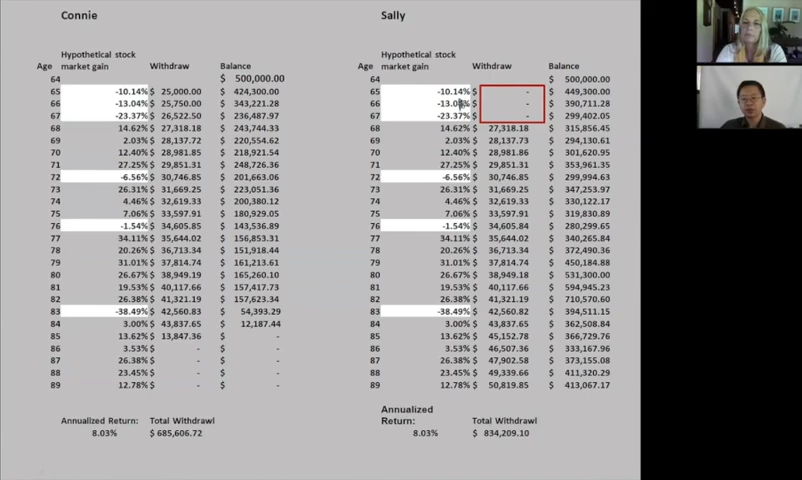 Connie Sally
Hypothetical stock Hypothetical stock
Age market gain Withdraw Balance Age market gain Withdraw Balance
64 $ 500,000.00 64 $ 500,000.00
65 -10.14% $ 25,000.00 $ 424,300.00 65 -10.14% $ - $ 449,300.00
66 -13.04% $ 25,750.00 $ 343,221.28 66 -13.04% $ - $ 390,711.28
67 -23.37% $ 26,522.50 $ 236,487.97 67 -23.37% $ - $ 299,402.05
68 14.62% $ 27,318.18 $ 243,744.33 68 14.62% $ 27,318.18 $ 315,856.45
69 2.03% $ 28,137.72 $ 220,554.62 69 2.03% $ 28,137.73 $ 294,130.61
70 12.40% $ 28,981.85 $ 218,921.54 70 12.40% $ 28,981.86 $ 301,620.95
71 27.25% $ 29,851.31 $ 248,726.36 71 27.25% $ 29,851.31 $ 353,961.35
72 -6.56% $ 30,746.85 $ 201,663.06 72 -6.56% $ 30,746.85 $ 299,994.63
73 26.31% $ 31,669.25 $ 223,051.36 73 26.31% $ 31,669.25 $ 347,253.97
74 4.46% $ 32,619.33 $ 200,380.12 74 4.46% $ 32,619.33 $ 330,122.17
75 7.06% $ 33,597.91 $ 180,929.05 75 7.06% $ 33,597.91 $ 319,830.89
76 -1.54% $ 34,605.85 $ 143,536.89 76 -1.54% $ 34,605.84 $ 280,299.65
77 34.11% $ 35,644.02 $ 156,853.31 77 34.11% $ 35,644.02 $ 340,265.84
78 20.26% $ 36,713.34 $ 151,918.44 78 20.26% $ 36,713.34 $ 372,490.36
79 31.01% $ 37,814.74 $ 161,213.61 79 31.01% $ 37,814.74 $ 450,184.88
80 26.67% $ 38,949.19 $ 165,260.10 80 26.67% $ 38,949.18 $ 531,300.00
81 19.53% $ 40,117.66 $ 157,417.73 81 19.53% $ 40,117.66 $ 594,945.23
82 26.38% $ 41,321.19 $ 157,623.34 82 26.38% $ 41,321.19 $ 710,570.60
83 -38.49% $ 42,560.83 $ 54,393.29 83 -38.49% $ 42,560.82 $ 394,511.15
84 3.00% $ 43,837.65 $ 12,187.44 84 3.00% $ 43,837.65 $ 362,508.84
85 13.62% $ 13,847.36 $ - 85 13.62% $ 45,152.78 $ 366,729.76
86 3.53% $ - $ - 86 3.53% $ 46,507.36 $ 333,167.96
87 26.38% $ - $ - 87 26.38% $ 47,902.58 $ 373,155.08
88 23.45% $ - $ - 88 23.45% $ 49,339.66 $ 411,320.29
89 12.78% $ - $ - 89 12.78% $ 50,819.85 $ 413,067.17
Annualized Return: Total Withdrawl Annualized Return: Total Withdrawl
8.03% $ 685,606.72 8.03% $ 834,209.10